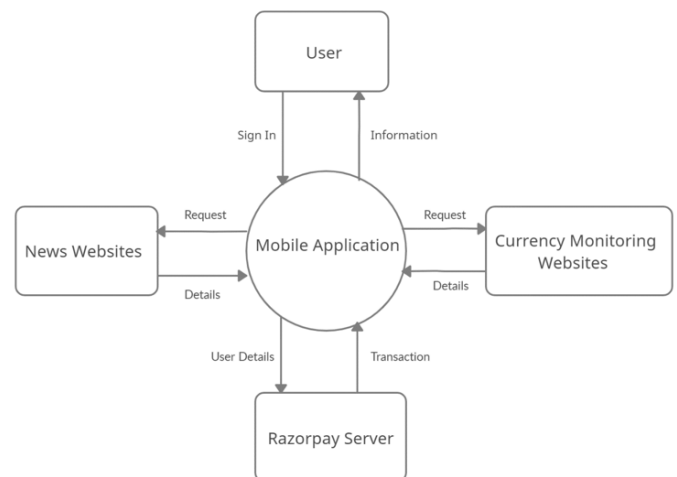 User
Sign In
Information
Request
Request
News Websites
Mobile Application
Currency Monitoring
Websites
Details
Details
User Details
Transaction
Razorpay Server